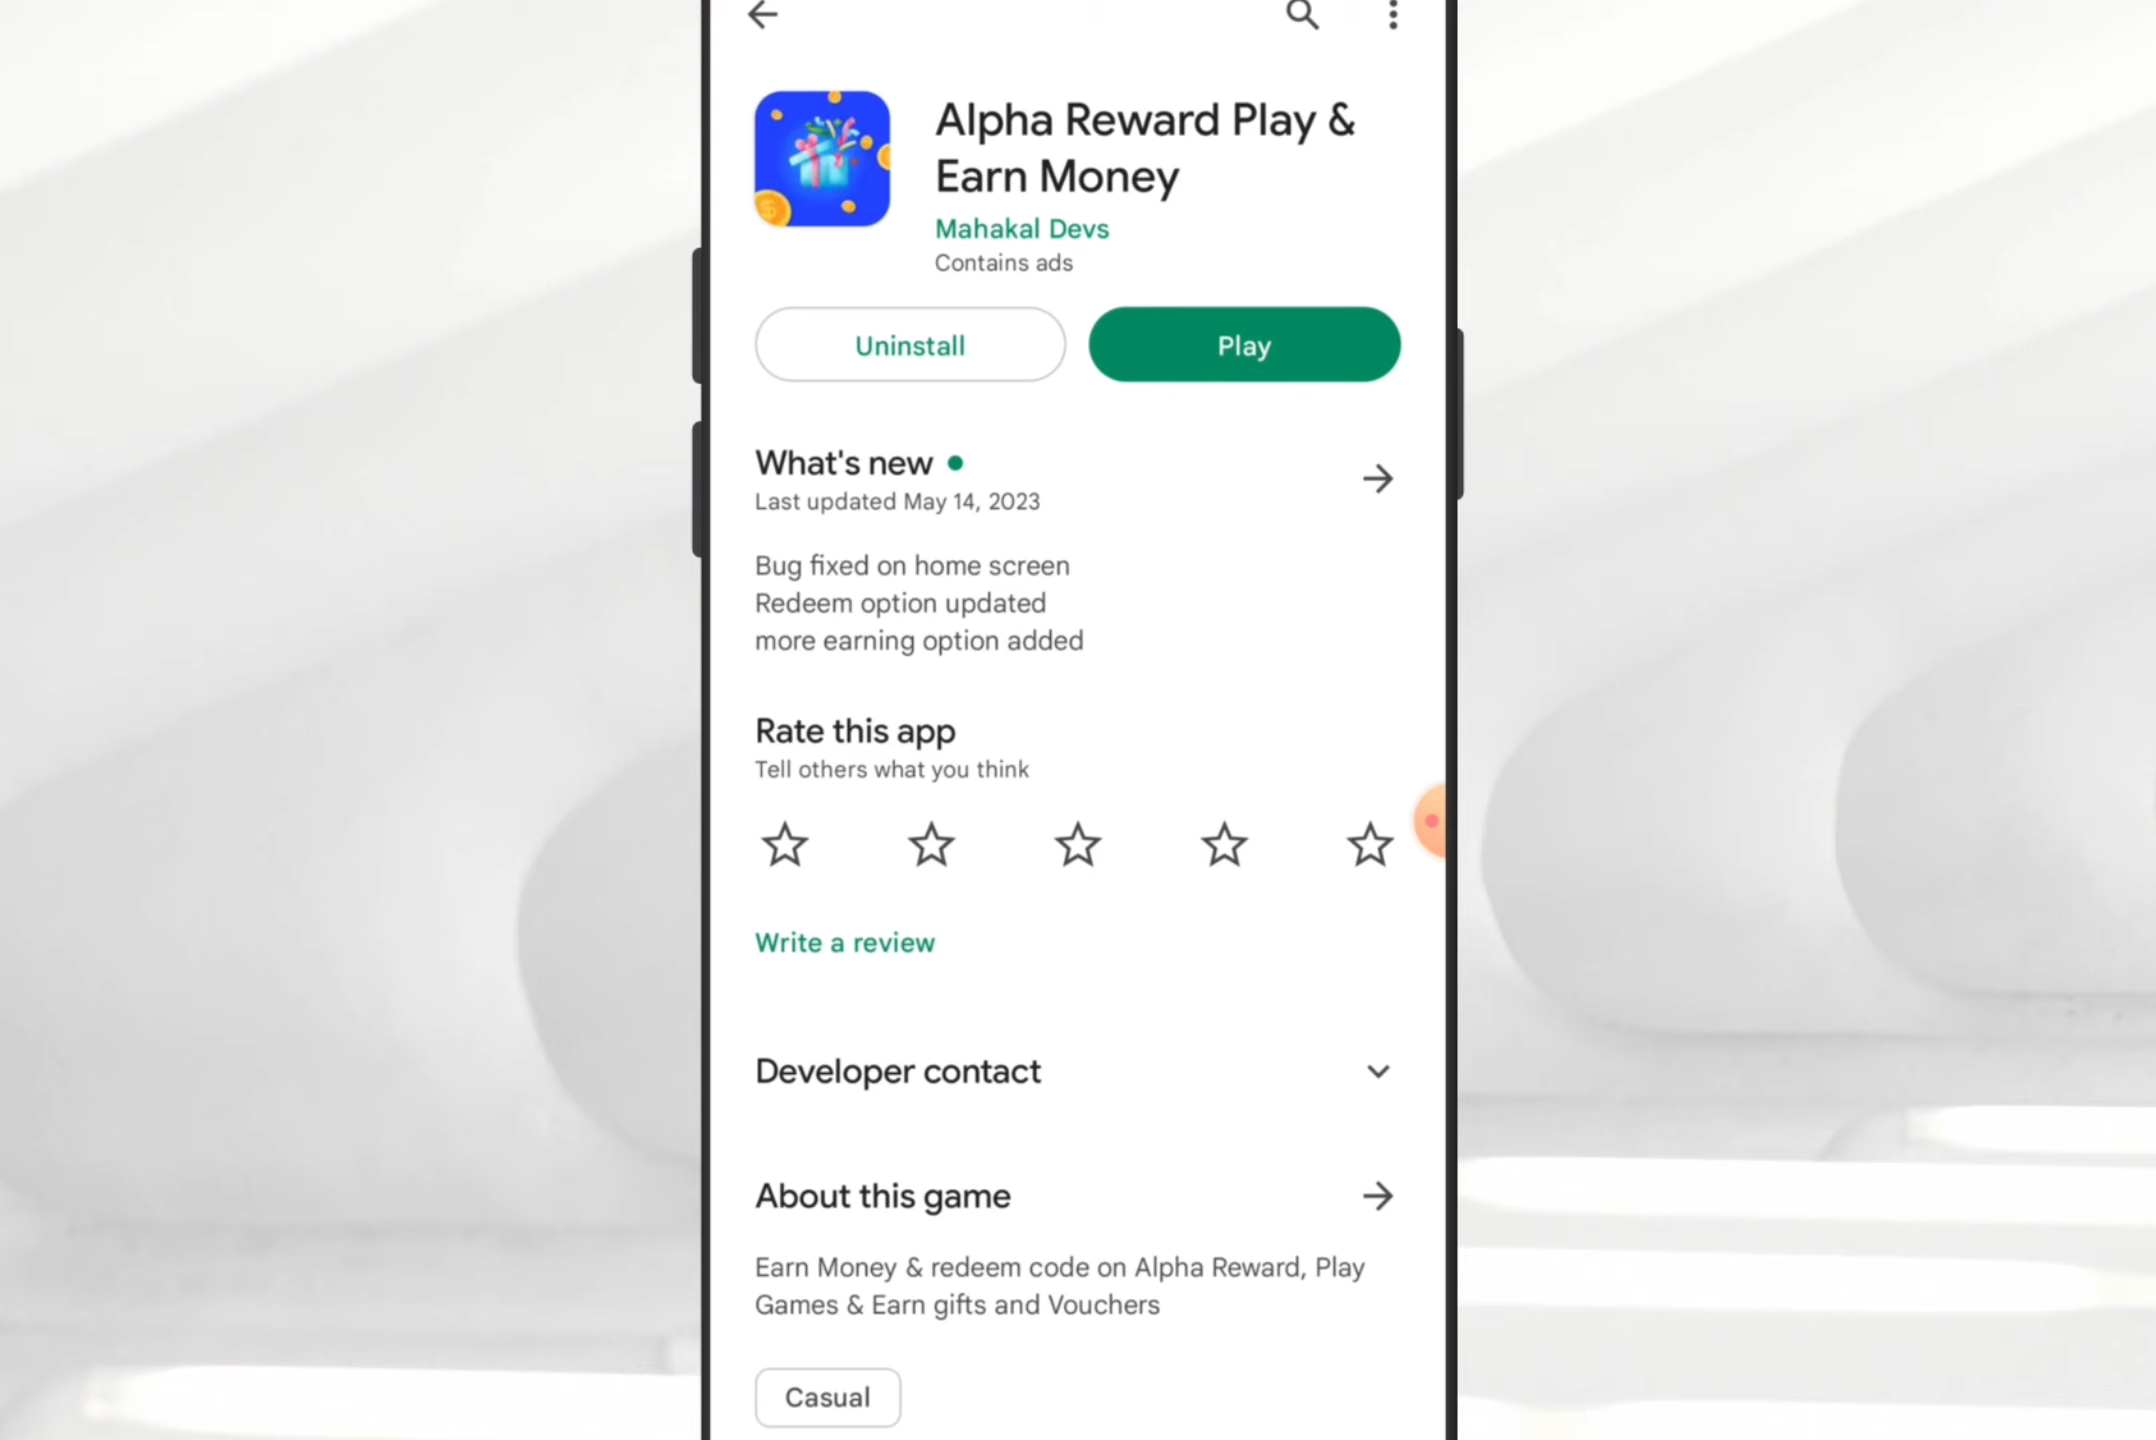 Alpha Reward Play &
Earn Money
Mahakal Devs
Contains ads
Uninstall
Play
What's new
Last updated May 14, 2023
Bug fixed on home screen
Redeem option updated
more earning option added
Rate this app
Tell others what you think
Write a review
Developer contact
About this game
Earn Money & redeem code on Alpha Reward, Play
Games & Earn gifts and Vouchers
Casual